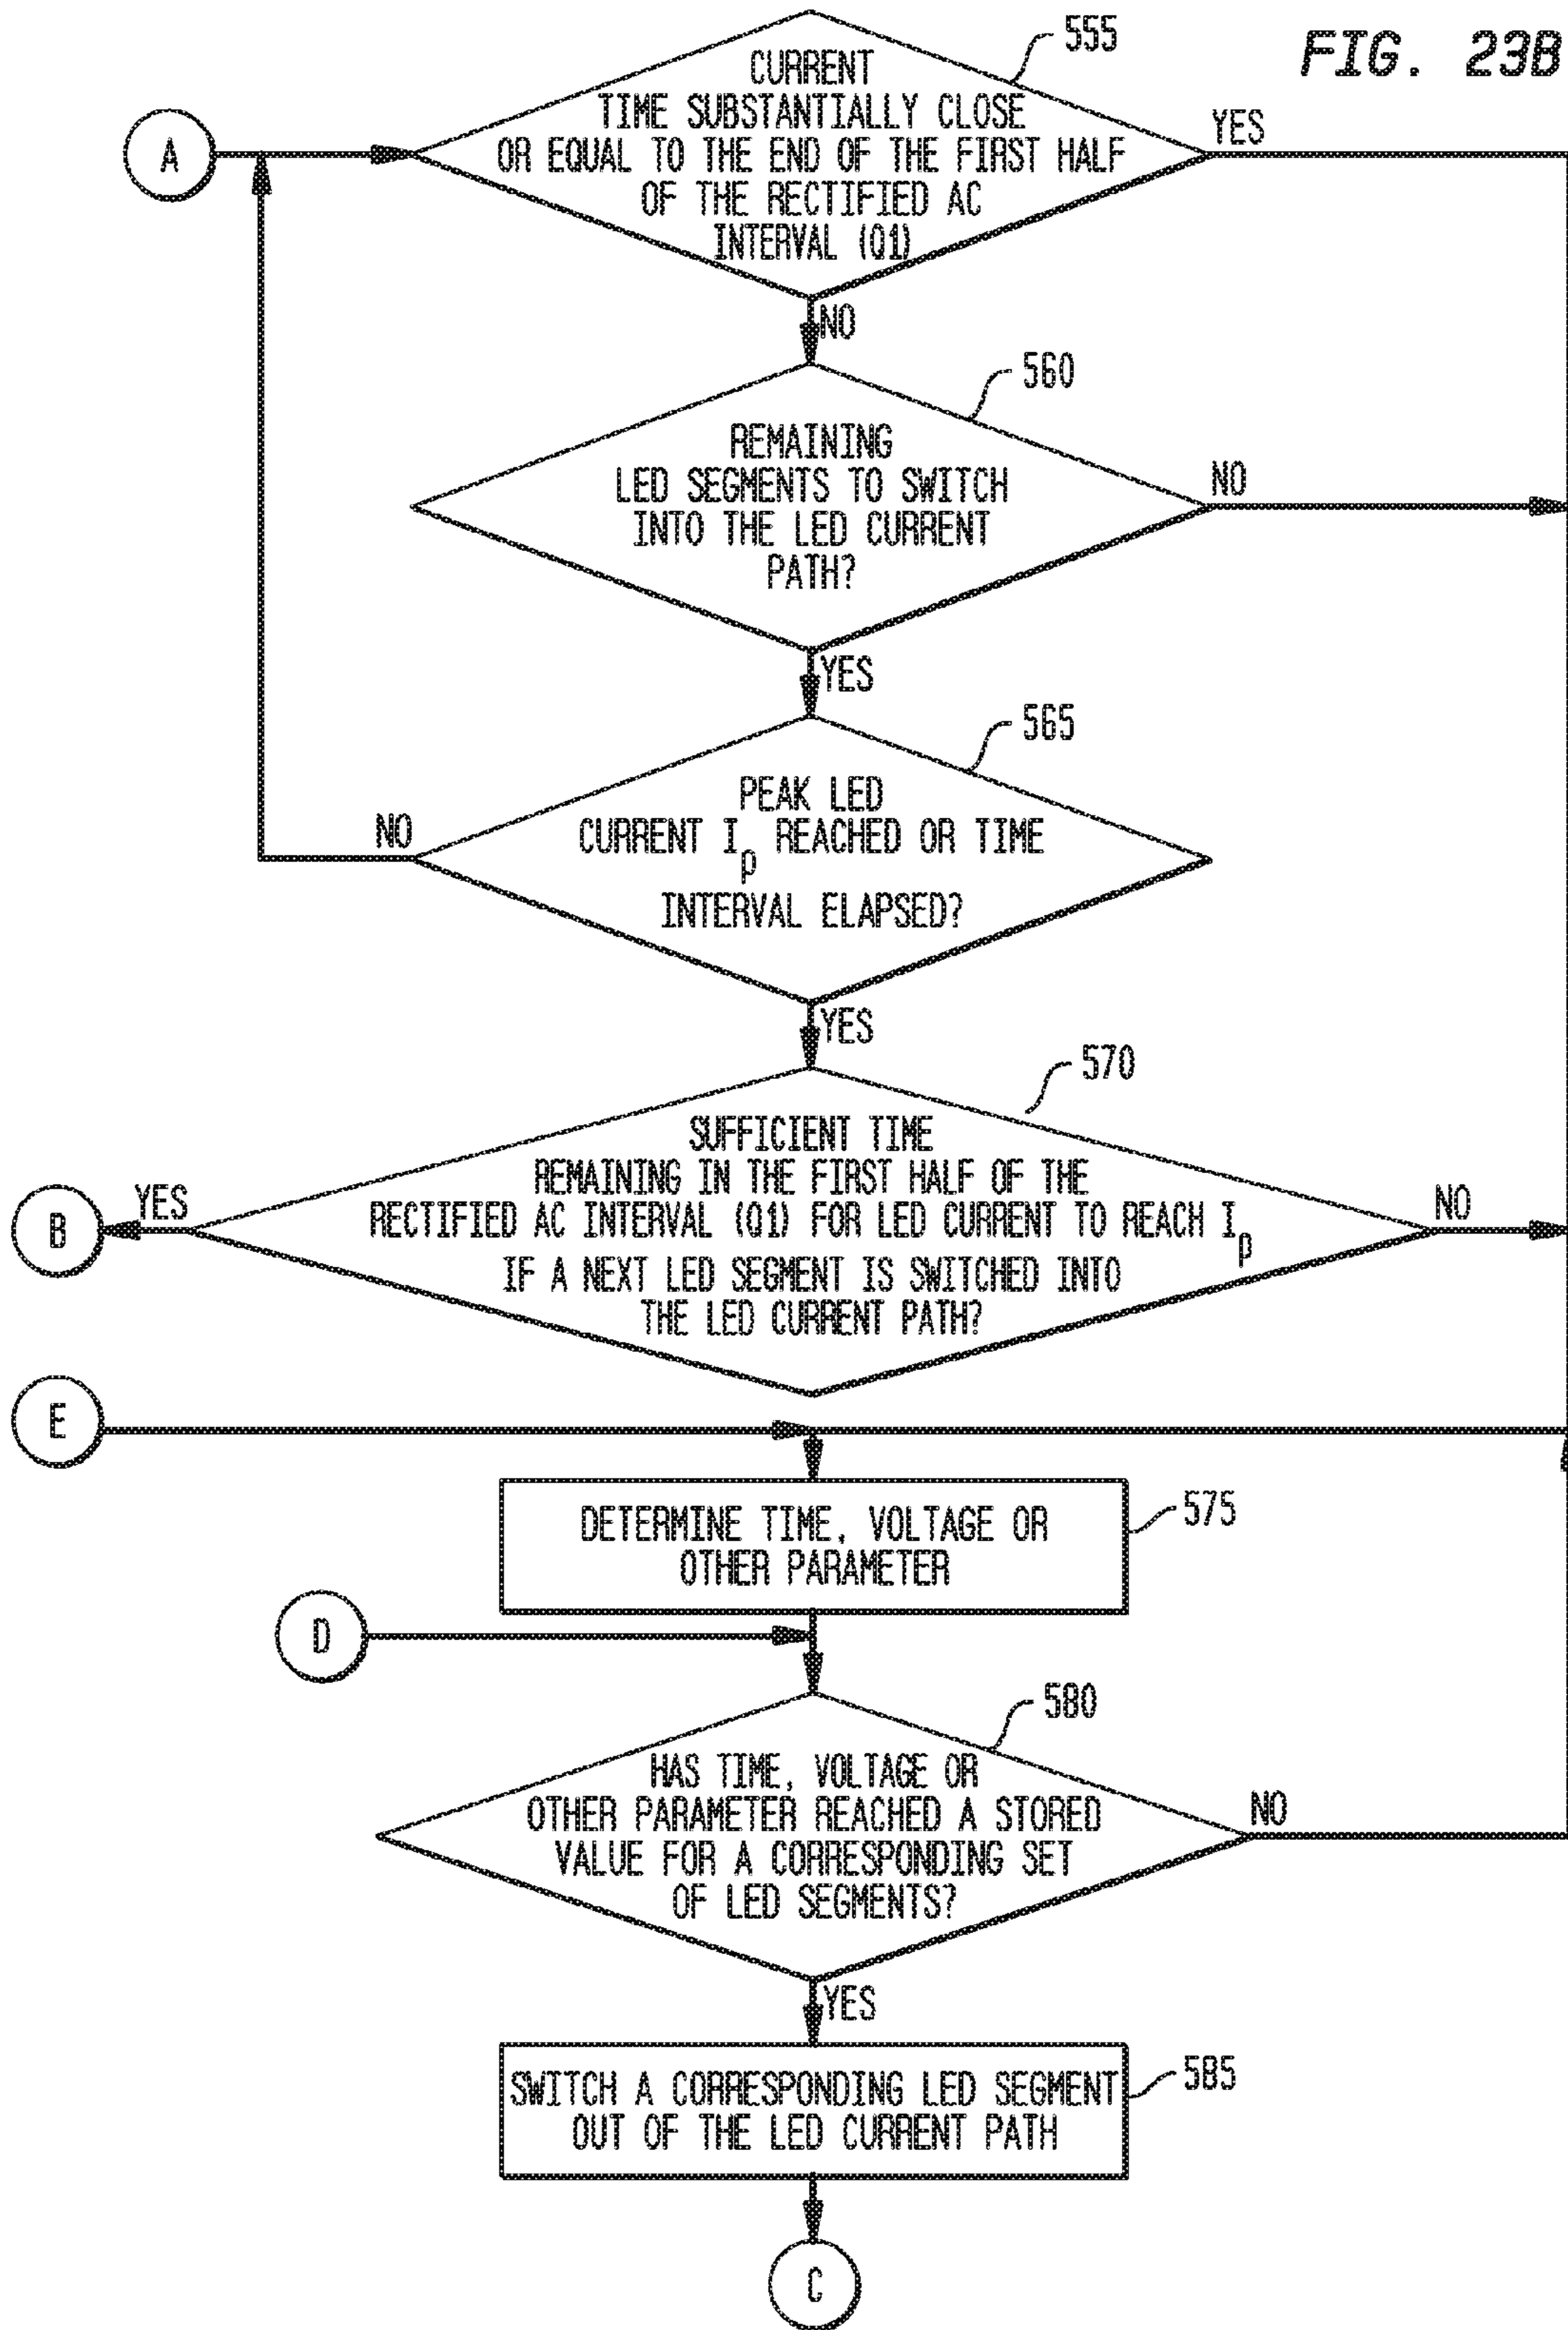 FIG. 23B
555
CURRENT
TIME SUBSTANTIALLY CLOSE
OR EQUAL TO THE END OF THE FIRST HALF
OF THE RECTIFIED AC
INTERVAL (Q1)
A
YES
NO
560
REMAINING
LED SEGMENTS TO SWITCH
INTO THE LED CURRENT
PATH?
NO
YES
565
PEAK LED
CURRENT Ip REACHED OR TIME
INTERVAL ELAPSED?
NO
YES
570
SUFFICIENT TIME
REMAINING IN THE FIRST HALF OF THE
RECTIFIED AC INTERVAL (Q1) FOR LED CURRENT TO REACH Ip
IF A NEXT LED SEGMENT IS SWITCHED INTO
THE LED CURRENT PATH?
B
YES
NO
E
DETERMINE TIME, VOLTAGE OR
OTHER PARAMETER
575
D
580
HAS TIME, VOLTAGE OR
OTHER PARAMETER REACHED A STORED
VALUE FOR A CORRESPONDING SET
OF LED SEGMENTS?
NO
YES
SWITCH A CORRESPONDING LED SEGMENT
OUT OF THE LED CURRENT PATH
585
C